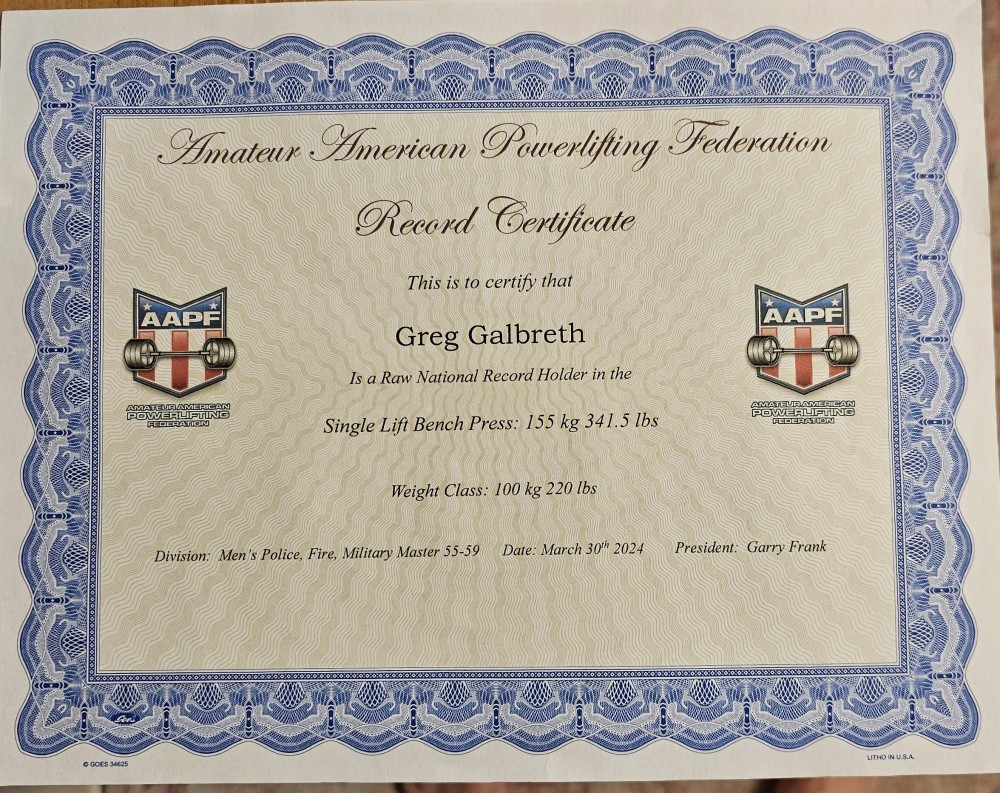 Amateur American Powerlifting Federation
Record Certificate
This is to certify that
Greg Galbreth
Is a Raw National Record Holder in the
Single Lift Bench Press: 155 kg 341.5 lbs
Weight Class: 100 kg 220 lbs
Division: Men's Police, Fire, Military Master 55-59 Date: March 30th 2024 President: Garry Frank
AAPF
AMATEUR AMERICAN
POWERLIFTING
FEDERATION
AAPF
AMATEUR AMERICAN
POWERLIFTING
FEDERATION
Goes
© GOES 34625
LITHO IN U.S.A.